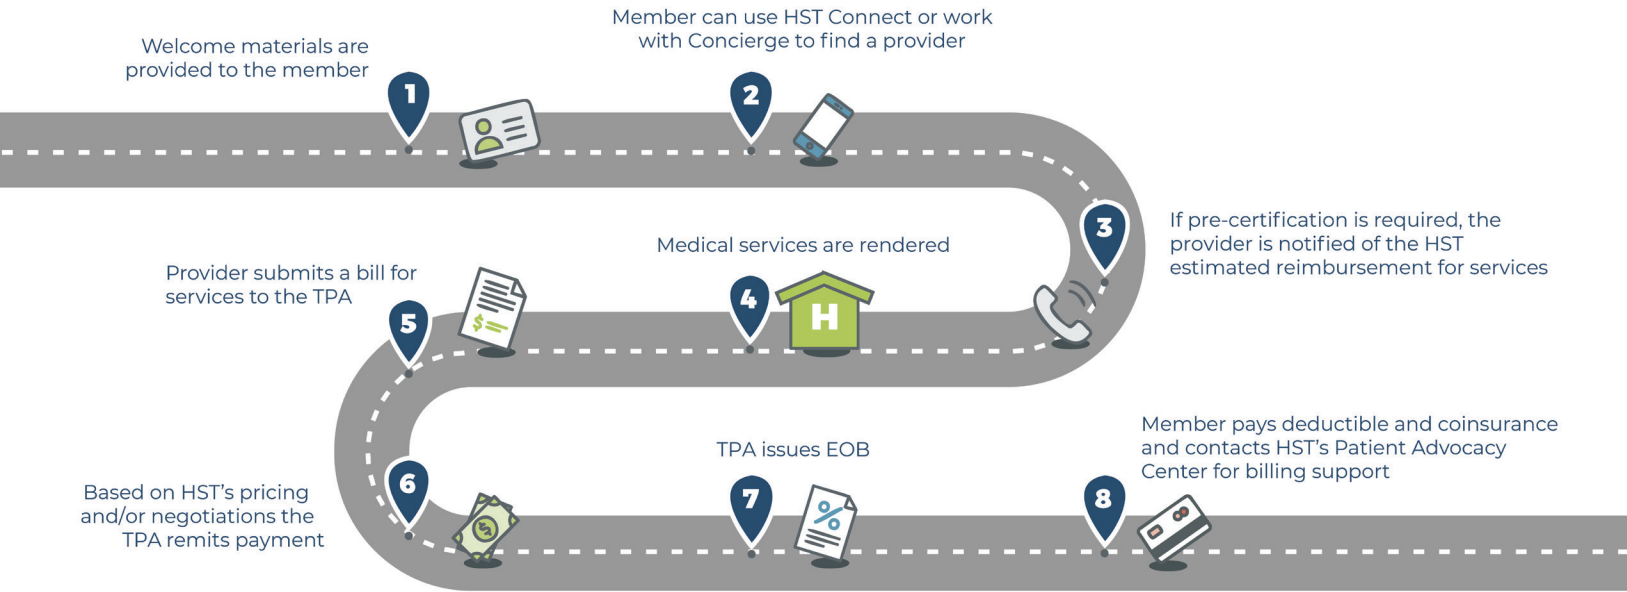 Welcome materials are
provided to the member
1
Member can use HST Connect or work
with Concierge to find a provider
2
3
If pre-certification is required, the
provider is notified of the HST
estimated reimbursement for services
Medical services are rendered
4
H
Provider submits a bill for
services to the TPA
5
$
Based on HST's pricing
and/or negotiations the
TPA remits payment
6
$
TPA issues EOB
7
%
Member pays deductible and coinsurance
and contacts HST's Patient Advocacy
Center for billing support
8